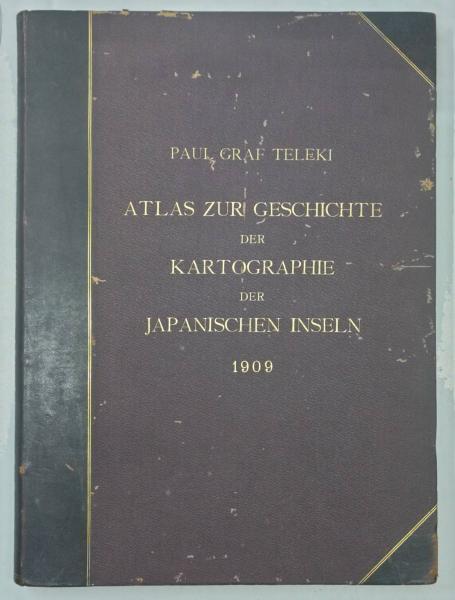 PAUL GRAF TELEKI
ATLAS ZUR GESCHICHTE
DER
KARTOGRAPHIE
DER
JAPANISCHEN INSELN
1909